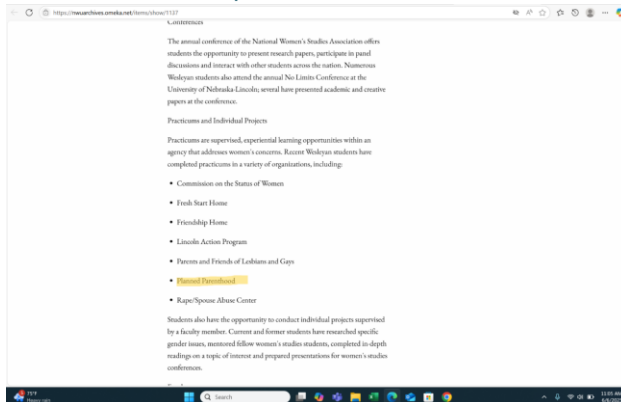 https://nwuarchives.omeka.net/items/show/1137
Conferences
The annual conference of the National Women's Studies Association offers
students the opportunity to present research papers, participate in panel
discussions and interact with other students across the nation. Numerous
Wesleyan students also attend the annual No Limits Conference at the
University of Nebraska-Lincoln; several have presented academic and creative
papers at the conference.
Practicums and Individual Projects
Practicums are supervised, experiential learning opportunities within an
agency that addresses women's concerns. Recent Wesleyan students have
completed practicums in a variety of organizations, including:
• Commission on the Status of Women
• Fresh Start Home
• Friendship Home
• Lincoln Action Program
• Parents and Friends of Lesbians and Gays
• Planned Parenthood
• Rape/Spouse Abuse Center
Students also have the opportunity to conduct individual projects supervised
by a faculty member. Current and former students have researched specific
gender issues, mentored fellow women's studies students, completed in-depth
readings on a topic of interest and prepared presentations for women's studies
conferences.
Search
11:05 AM